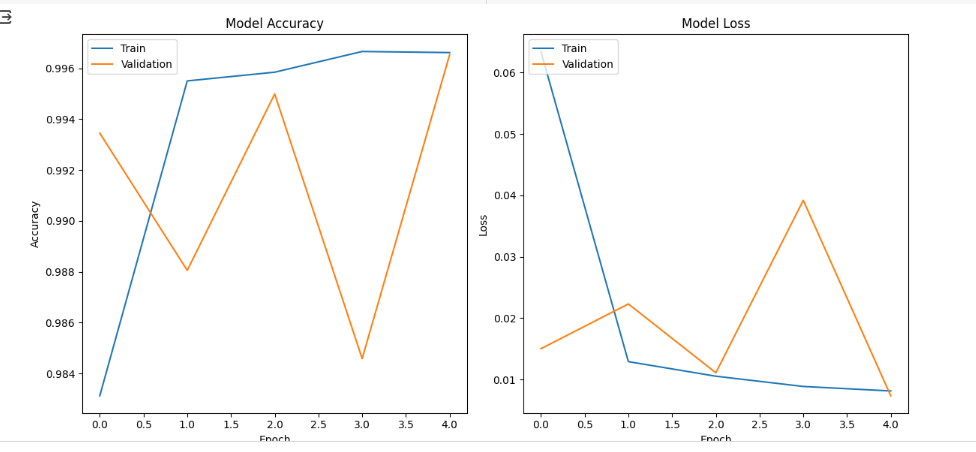 Model Accuracy
Train
Validation
0.996
0.994
0.992
0.990
0.988
0.986
0.984
Accuracy
0.0 0.5 1.0 1.5 2.0 2.5 3.0 3.5 4.0
Epoch
Model Loss
Train
Validation
0.06
0.05
0.04
0.03
0.02
0.01
Loss
0.0 0.5 1.0 1.5 2.0 2.5 3.0 3.5 4.0
Epoch